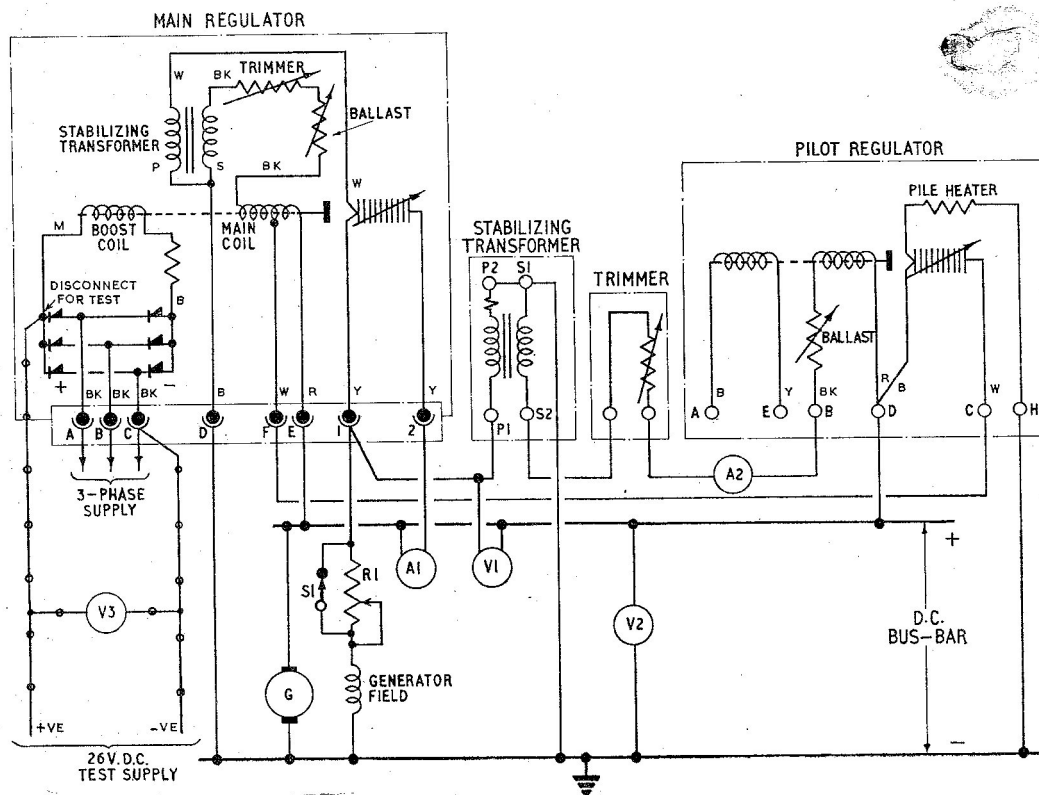 MAIN REGULATOR
W
BK
TRIMMER
BALLAST
STABILIZING
TRANSFORMER
P
S
BK
W
M
BOOST
COIL
MAIN
COIL
DISCONNECT
FOR TEST
B
+
-
BK
BK
BK
B
W
R
Y
Y
A
B
C
D
F
E
1
2
3-PHASE
SUPPLY
STABILIZING
TRANSFORMER
P2
S1
P1
S2
TRIMMER
PILOT REGULATOR
PILE HEATER
BALLAST
B
Y
BK
R
B
W
A
E
B
D
C
H
A2
A1
V1
V2
V3
S1
R1
G
GENERATOR
FIELD
+
D.C.
BUS-BAR
-
+VE
-VE
26V.D.C.
TEST SUPPLY